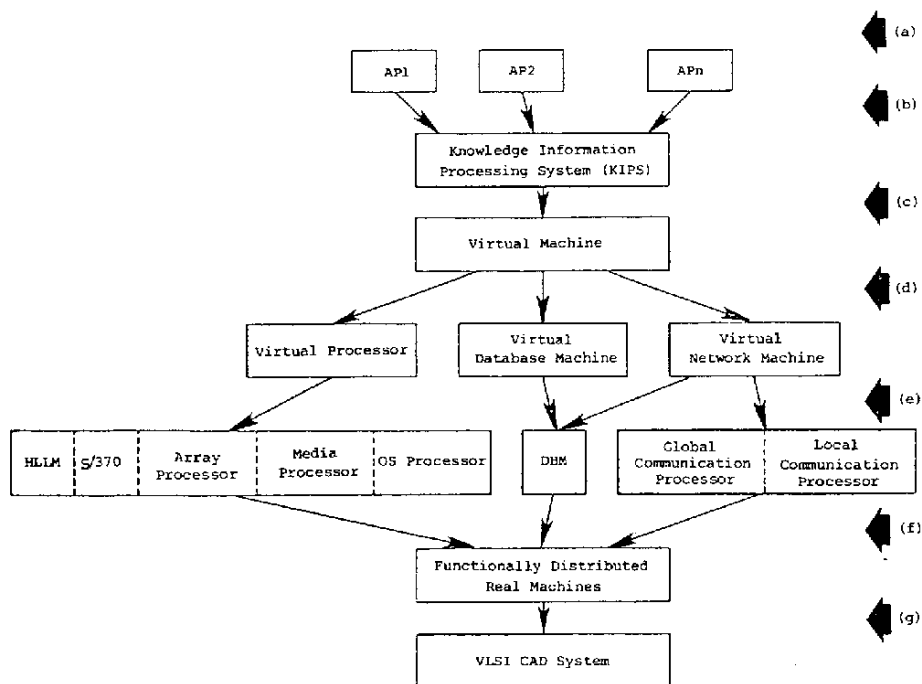 (a)
AP1 AP2 APn
(b)
Knowledge Information
Processing System (KIPS)
(c)
Virtual Machine
(d)
Virtual Processor
Virtual
Database Machine
Virtual
Network Machine
(e)
HLLM
S/370
Array
Processor
Media
Processor
OS Processor
DBM
Global
Communication
Processor
Local
Communication
Processor
(f)
Functionally Distributed
Real Machines
(g)
VLSI CAD System